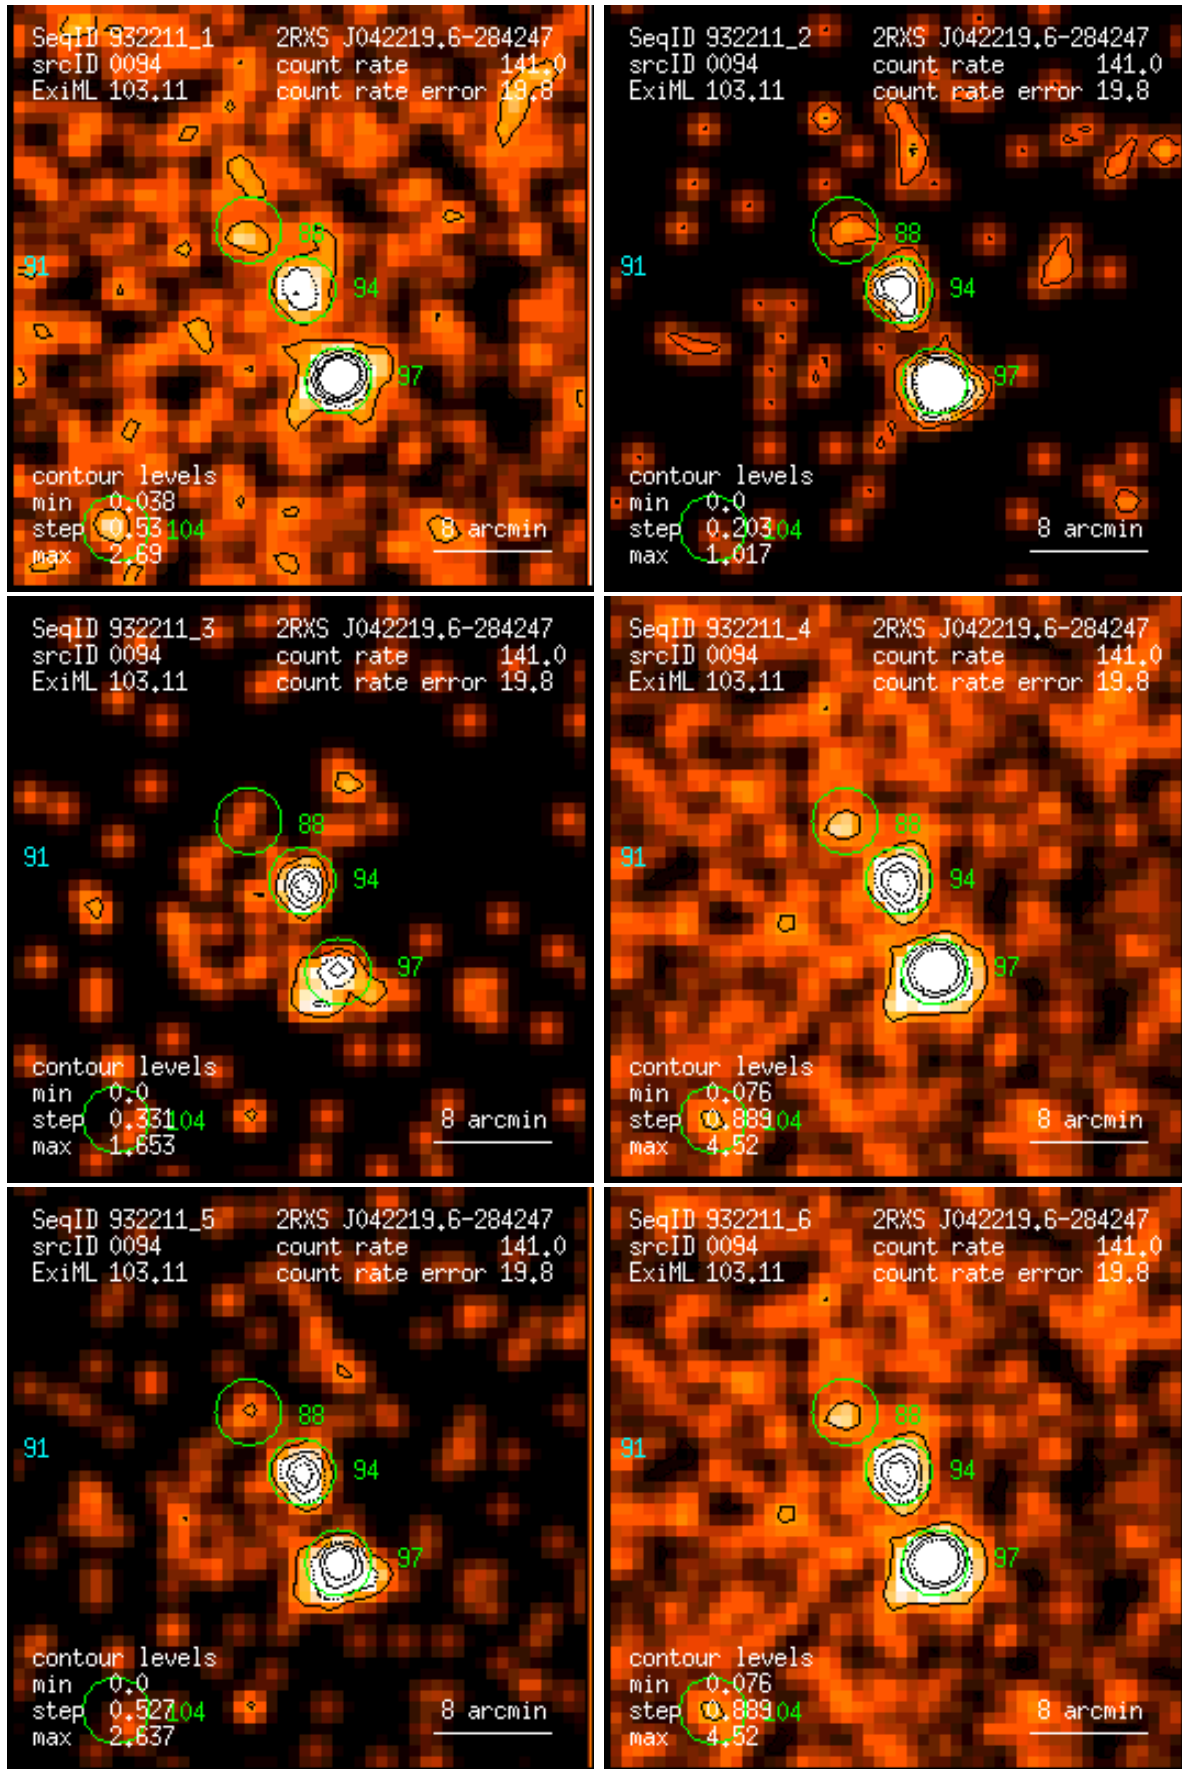 SeqID 932211_1 2RXS J042219.6-284247
srcID 0094 count rate 141.0
ExiML 103.11 count rate error 19.8
88
91
94
97
contour levels
min 0.038
step 0.53 104 8 arcmin
max 2.69
SeqID 932211_2 2RXS J042219.6-284247
srcID 0094 count rate 141.0
ExiML 103.11 count rate error 19.8
88
91
94
97
contour levels
min 0.0
step 0.203 104 8 arcmin
max 1.017
SeqID 932211_3 2RXS J042219.6-284247
srcID 0094 count rate 141.0
ExiML 103.11 count rate error 19.8
88
91
94
97
contour levels
min 0.0
step 0.331 104 8 arcmin
max 1.653
SeqID 932211_4 2RXS J042219.6-284247
srcID 0094 count rate 141.0
ExiML 103.11 count rate error 19.8
88
91
94
97
contour levels
min 0.076
step 0.889 104 8 arcmin
max 4.52
SeqID 932211_5 2RXS J042219.6-284247
srcID 0094 count rate 141.0
ExiML 103.11 count rate error 19.8
88
91
94
97
contour levels
min 0.0
step 0.527 104 8 arcmin
max 2.637
SeqID 932211_6 2RXS J042219.6-284247
srcID 0094 count rate 141.0
ExiML 103.11 count rate error 19.8
88
91
94
97
contour levels
min 0.076
step 0.889 104 8 arcmin
max 4.52